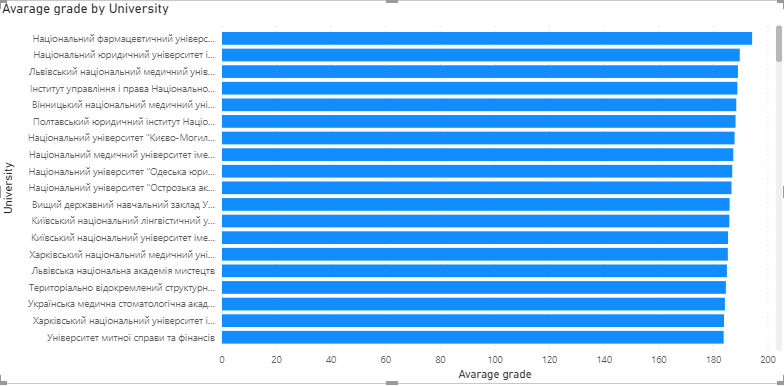 Avarage grade by University
Національний фармацевтичний універс...
Національний юридичний університет і...
Львівський національний медичний унів...
Інститут управління і права Національно...
Вінницький національний медичний уні...
Полтавський юридичний інститут Націо...
Національний університет "Києво-Могил...
Національний медичний університет іме...
Національний університет "Одеська юри...
Національний університет "Острозька ак...
Вищий державний навчальний заклад У...
Київський національний лінгвістичний у...
Київський національний університет іме...
Харківський національний медичний уні...
Львівська національна академія мистецтв
Територіально відокремлений структурн...
Українська медична стоматологічна акад...
Харківський національний університет і...
Університет митної справи та фінансів
University
0 20 40 60 80 100 120 140 160 180 200
Avarage grade